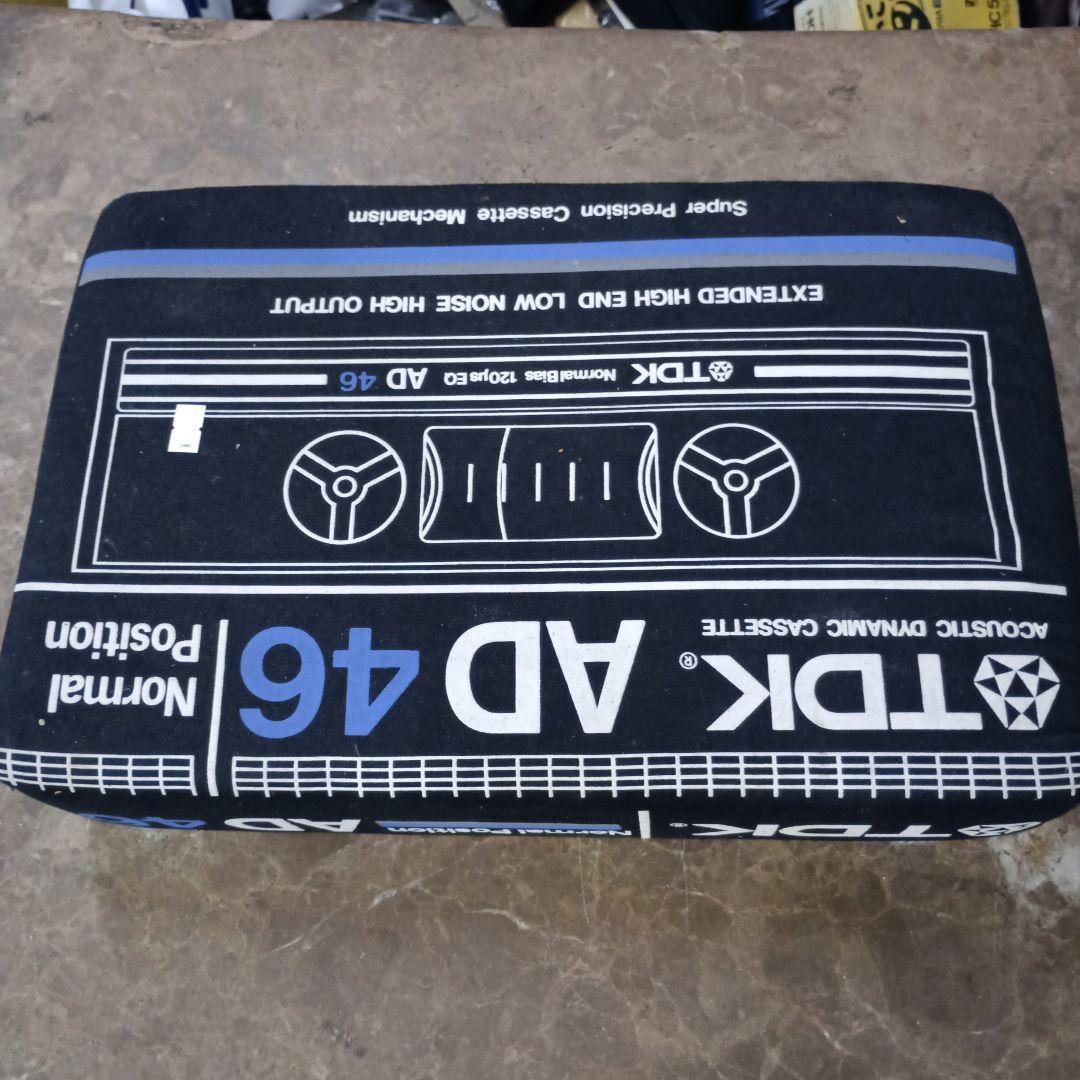 TDK® AD 46
Normal Position
ACOUSTIC DYNAMIC CASSETTE
TDK® AD 46
Normal
Position
TDK Normal Bias 120µs EQ AD 46
EXTENDED HIGH END LOW NOISE HIGH OUTPUT
Super Precision Cassette Mechanism